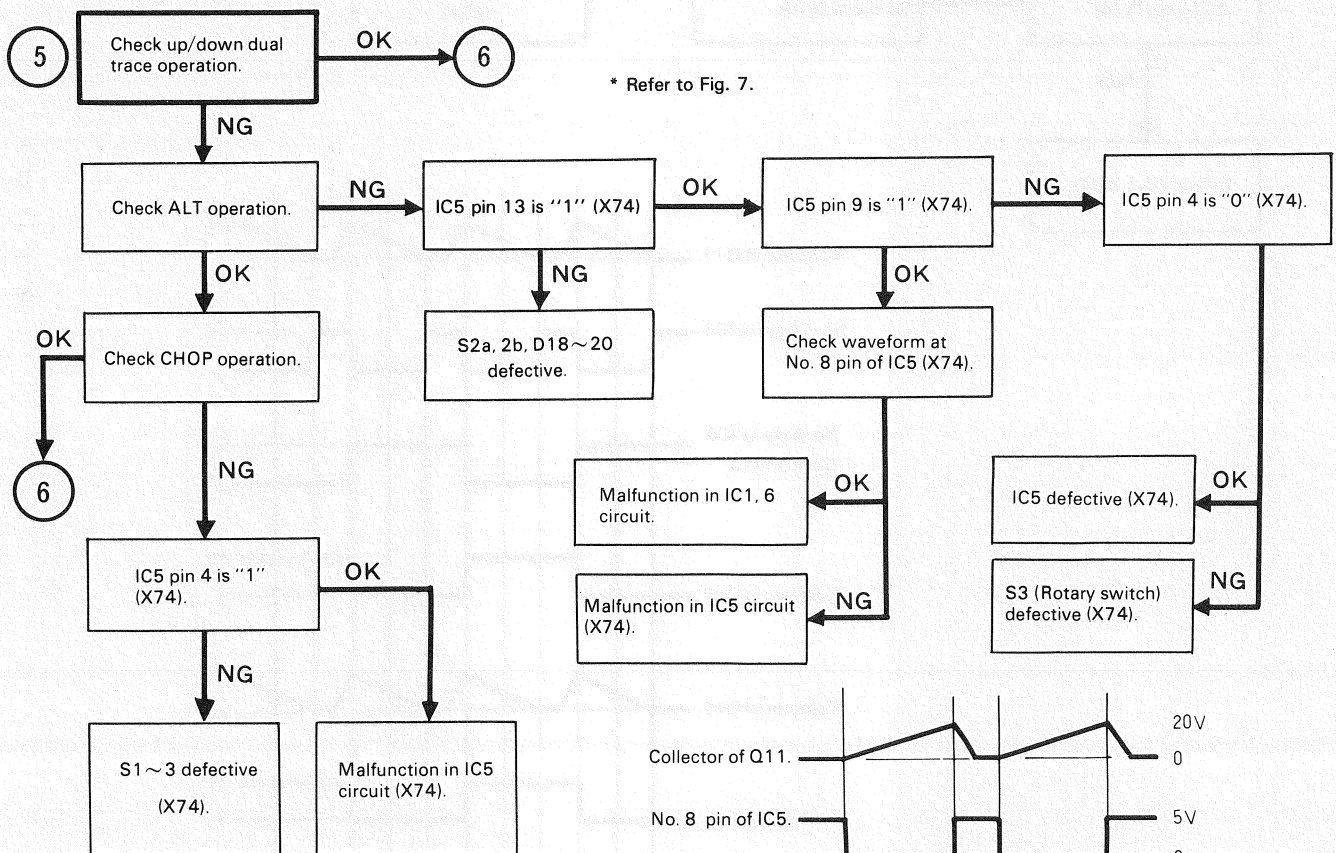 5
Check up/down dual
trace operation.
OK
6
* Refer to Fig. 7.
NG
Check ALT operation.
NG
IC5 pin 13 is "1" (X74)
OK
IC5 pin 9 is "1" (X74).
NG
IC5 pin 4 is "0" (X74).
OK
NG
OK
OK
Check CHOP operation.
S2a, 2b, D18~20
defective.
Check waveform at
No. 8 pin of IC5 (X74).
6
NG
Malfunction in IC1, 6
circuit.
OK
IC5 defective (X74).
OK
IC5 pin 4 is "1"
(X74).
OK
Malfunction in IC5 circuit
(X74).
NG
S3 (Rotary switch)
defective (X74).
NG
NG
S1~3 defective
(X74).
Malfunction in IC5
circuit (X74).
Collector of Q11.
20V
0
No. 8 pin of IC5.
5V